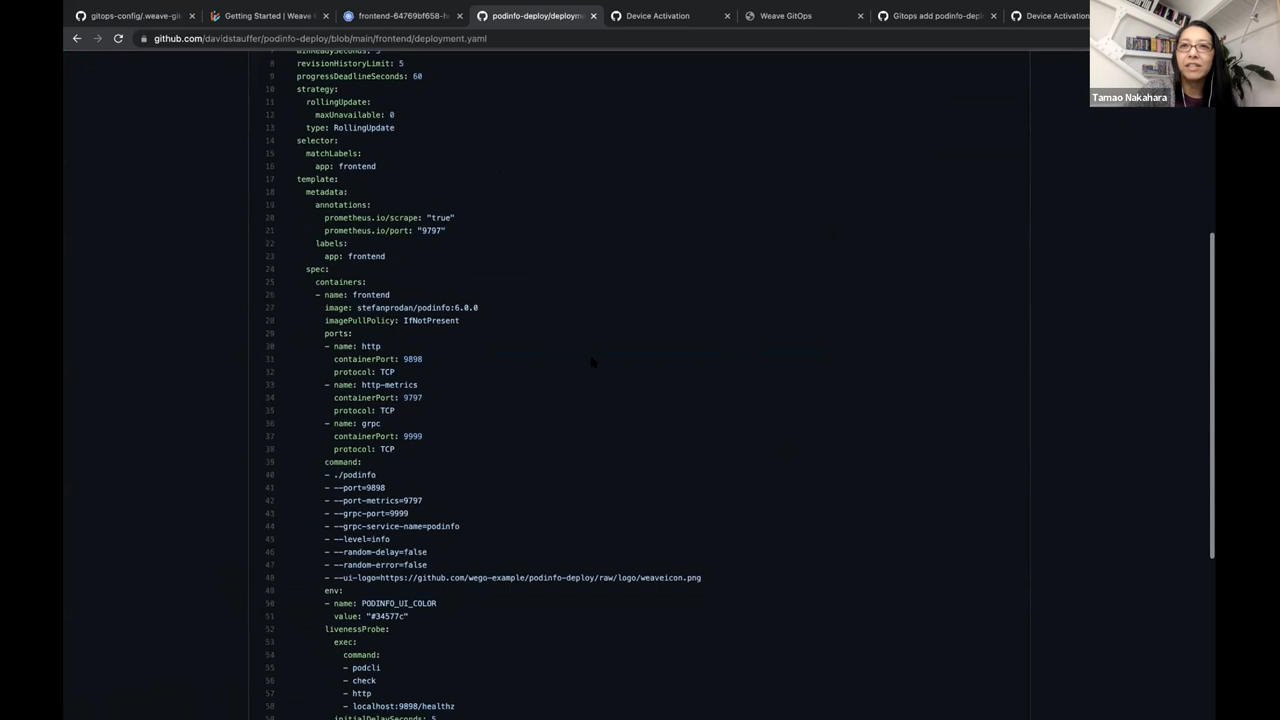 gitops-config/.weave-gi
Getting Started | Weave
frontend-64769bf658-h
podinfo-deploy/deploym
Device Activation
Weave GitOps
Gitops add podinfo-depl
Device Activation
github.com/davidstauffer/podinfo-deploy/blob/main/frontend/deployment.yaml
Tamao Nakahara
8 revisionHistoryLimit: 5
9 progressDeadlineSeconds: 60
10 strategy:
11 rollingUpdate:
12 maxUnavailable: 0
13 type: RollingUpdate
14 selector:
15 matchLabels:
16 app: frontend
17 template:
18 metadata:
19 annotations:
20 prometheus.io/scrape: "true"
21 prometheus.io/port: "9797"
22 labels:
23 app: frontend
24 spec:
25 containers:
26 - name: frontend
27 image: stefanprodan/podinfo:6.0.0
28 imagePullPolicy: IfNotPresent
29 ports:
30 - name: http
31 containerPort: 9898
32 protocol: TCP
33 - name: http-metrics
34 containerPort: 9797
35 protocol: TCP
36 - name: grpc
37 containerPort: 9999
38 protocol: TCP
39 command:
40 - ./podinfo
41 - --port=9898
42 - --port-metrics=9797
43 - --grpc-port=9999
44 - --grpc-service-name=podinfo
45 - --level=info
46 - --random-delay=false
47 - --random-error=false
48 - --ui-logo=https://github.com/wego-example/podinfo-deploy/raw/logo/weaveicon.png
49 env:
50 - name: PODINFO_UI_COLOR
51 value: "#34577c"
52 livenessProbe:
53 exec:
54 command:
55 - podcli
56 - check
57 - http
58 - localhost:9898/healthz
initialDelaySeconds: 5